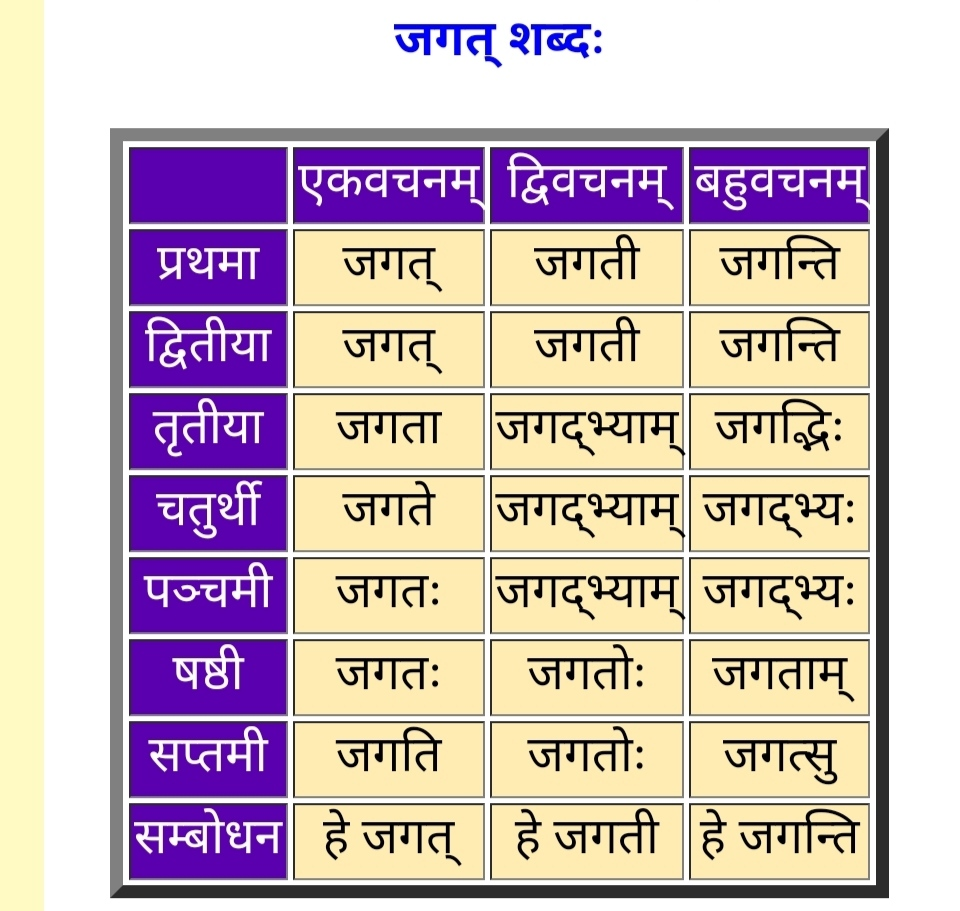 जगत् शब्दः
एकवचनम् द्विवचनम् बहुवचनम्
प्रथमा जगत् जगती जगन्ति
द्वितीया जगत् जगती जगन्ति
तृतीया जगता जगद्भ्याम् जगद्भिः
चतुर्थी जगते जगद्भ्याम् जगद्भ्यः
पञ्चमी जगतः जगद्भ्याम् जगद्भ्यः
षष्ठी जगतः जगतोः जगताम्
सप्तमी जगति जगतोः जगत्सु
सम्बोधन हे जगत् हे जगती हे जगन्ति